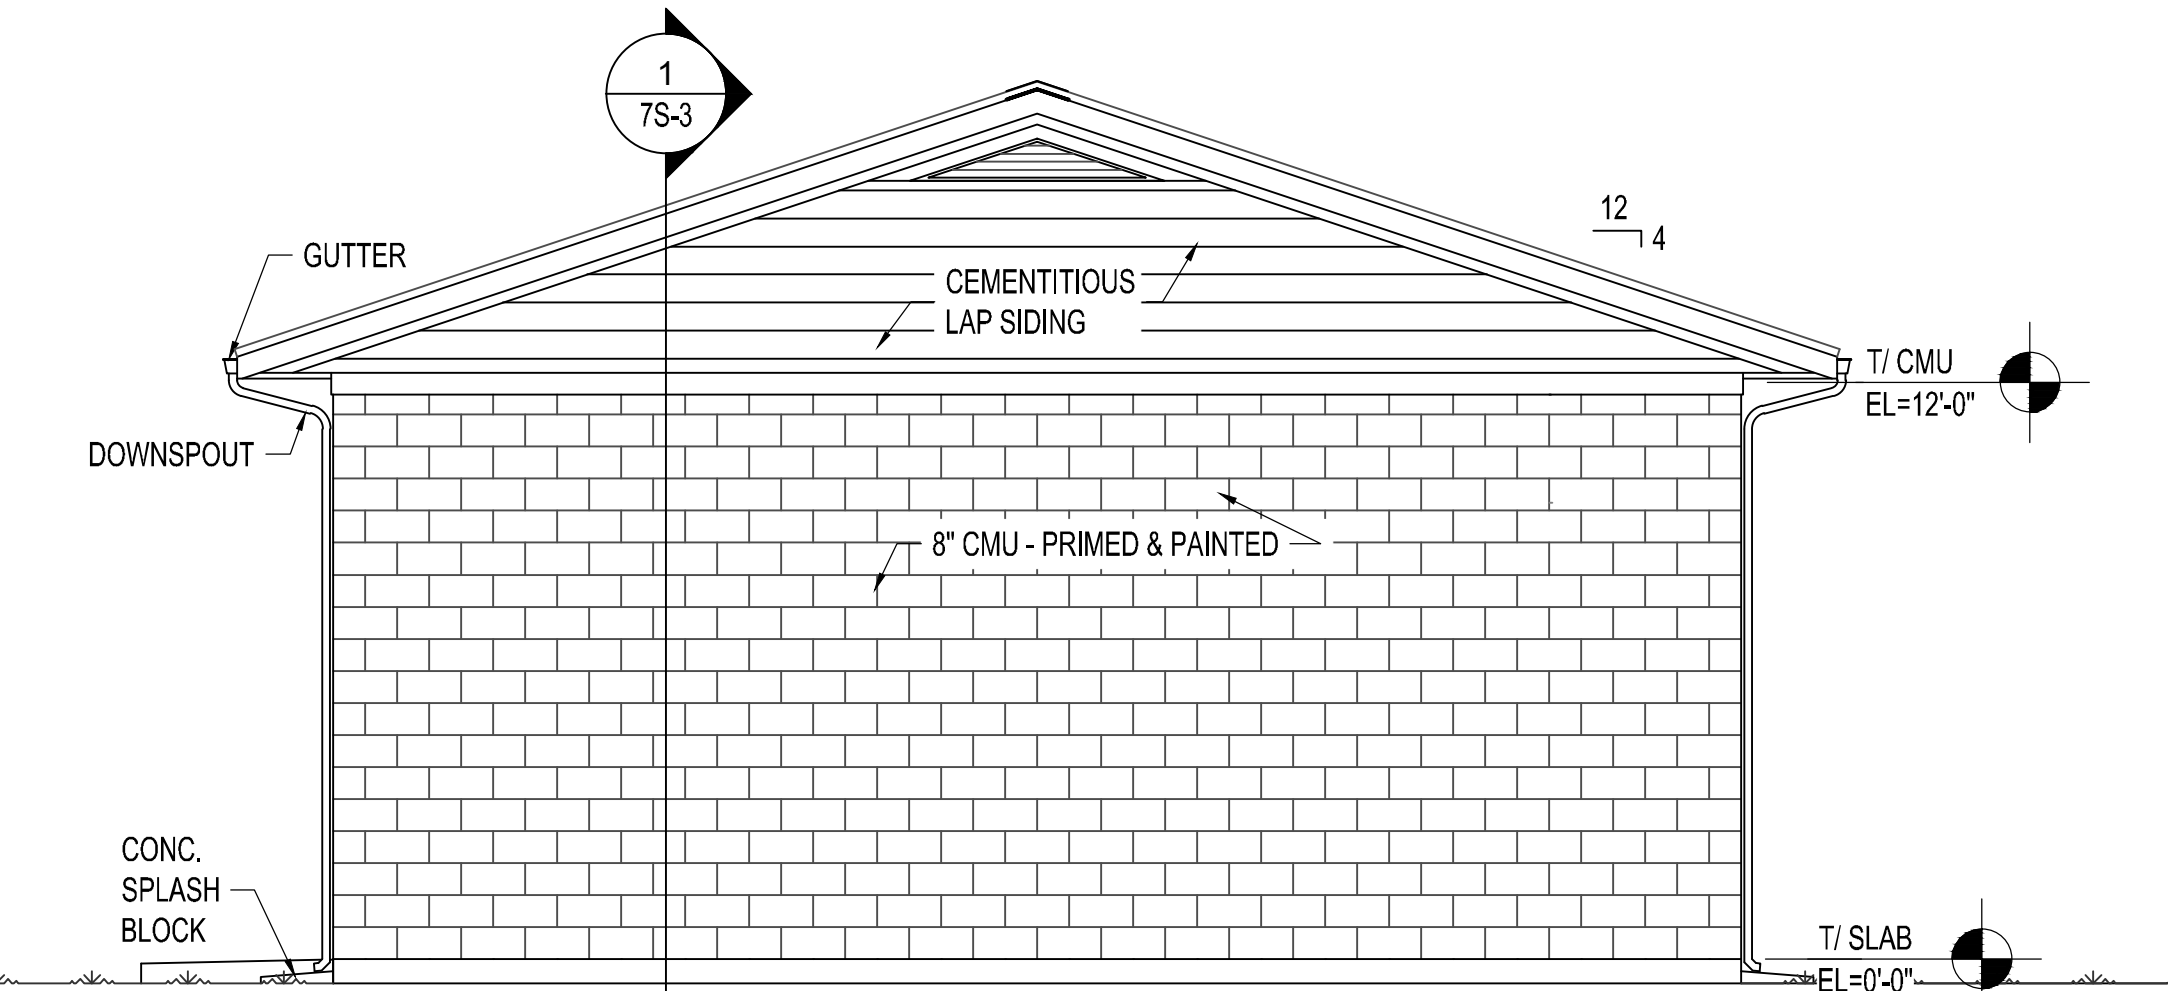 1
7S-3
12
4
GUTTER
CEMENTITIOUS
LAP SIDING
T/ CMU
EL=12'-0"
DOWNSPOUT
8" CMU - PRIMED & PAINTED
CONC.
SPLASH
BLOCK
T/ SLAB
EL=0'-0"